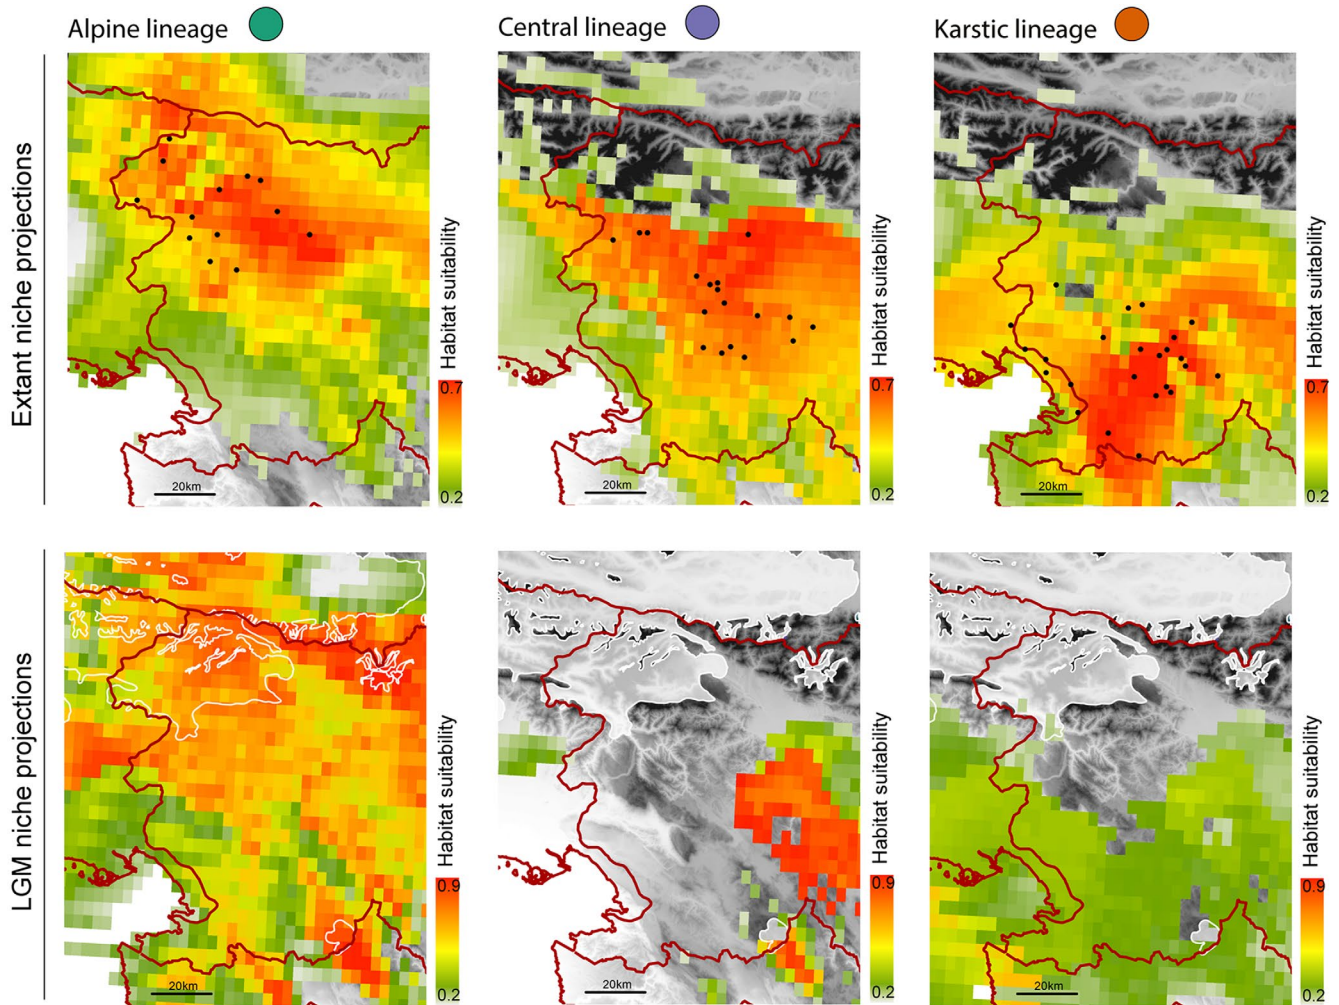 Alpine lineage
Central lineage
Karstic lineage
Extant niche projections
Habitat suitability
0.7
0.2
20km
Habitat suitability
0.7
0.2
20km
Habitat suitability
0.7
0.2
20km
LGM niche projections
Habitat suitability
0.9
0.2
20km
Habitat suitability
0.9
0.2
20km
Habitat suitability
0.9
0.2
20km